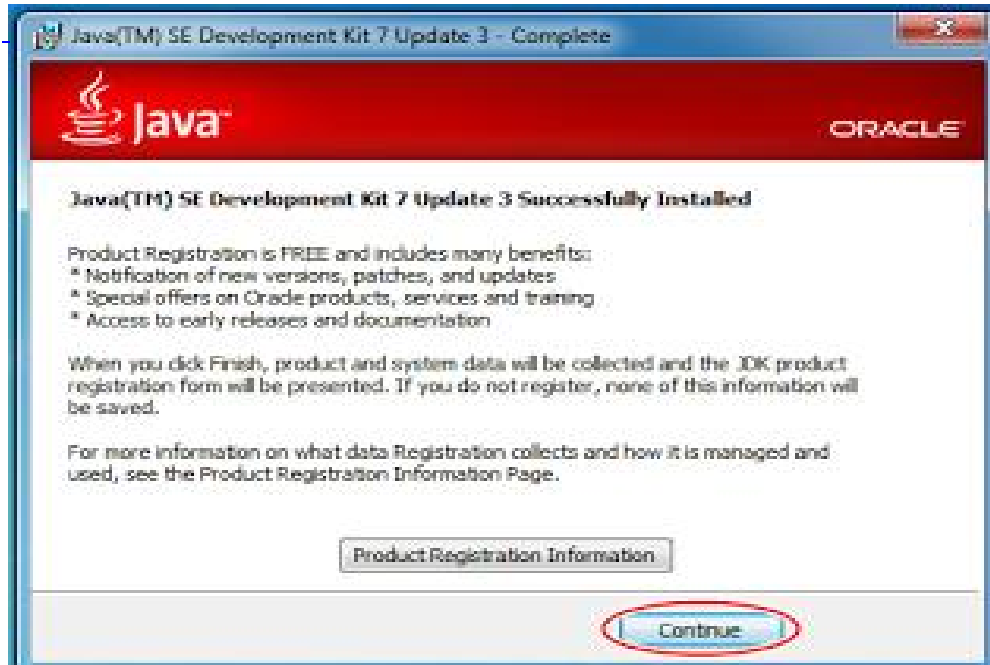 Java(TM) SE Development Kit 7 Update 3 - Complete
Java™
ORACLE
Java(TM) SE Development Kit 7 Update 3 Successfully Installed
Product Registration is FREE and includes many benefits:
* Notification of new versions, patches, and updates
* Special offers on Oracle products, services and training
* Access to early releases and documentation
When you click Finish, product and system data will be collected and the JDK product
registration form will be presented. If you do not register, none of this information will
be saved.
For more information on what data Registration collects and how it is managed and
used, see the Product Registration Information Page.
Product Registration Information
Continue